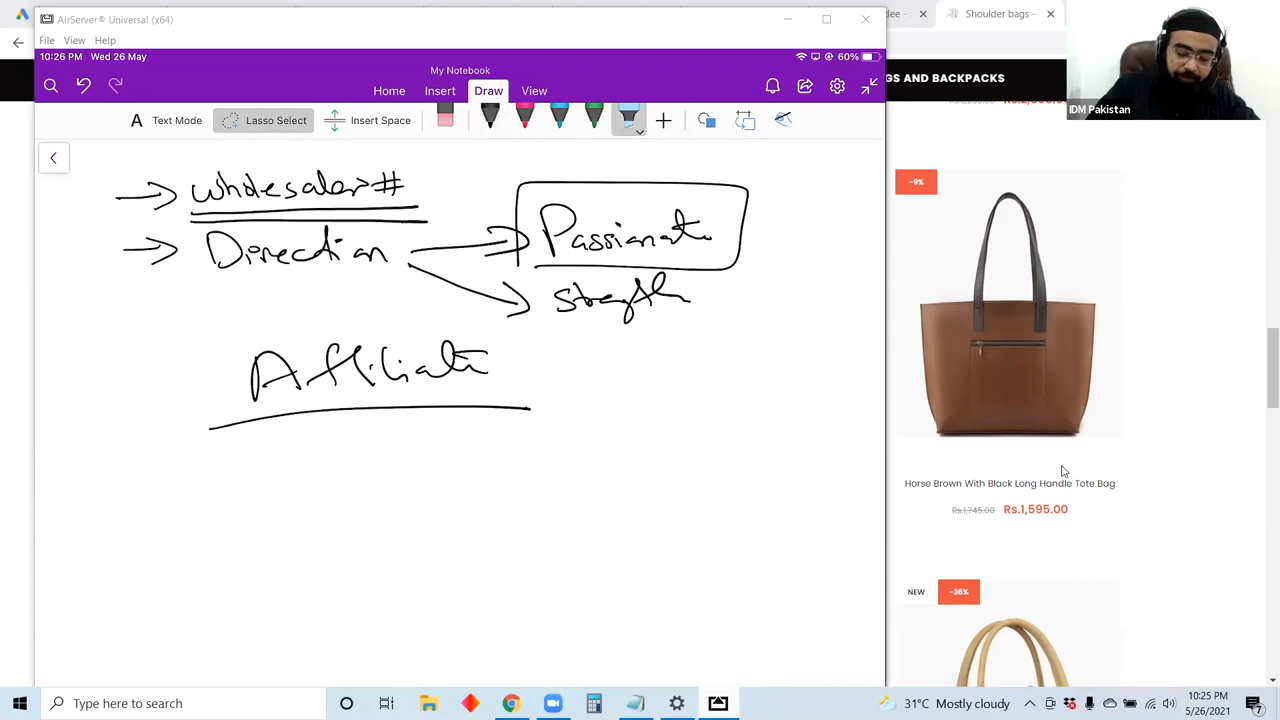 AirServer® Universal (x64)
File View Help
10:26 PM Wed 26 May
60%
My Notebook
Home Insert Draw View
Text Mode
Lasso Select
Insert Space
→ wholesaler #
→ Direction → Passionate
→ strength
Affiliate
Shoulder bags –
GS AND BACKPACKS
IDM Pakistan
-9%
Horse Brown With Black Long Handle Tote Bag
Rs.1,745.00 Rs.1,595.00
NEW -36%
Type here to search
31°C Mostly cloudy
10:25 PM
5/26/2021
7